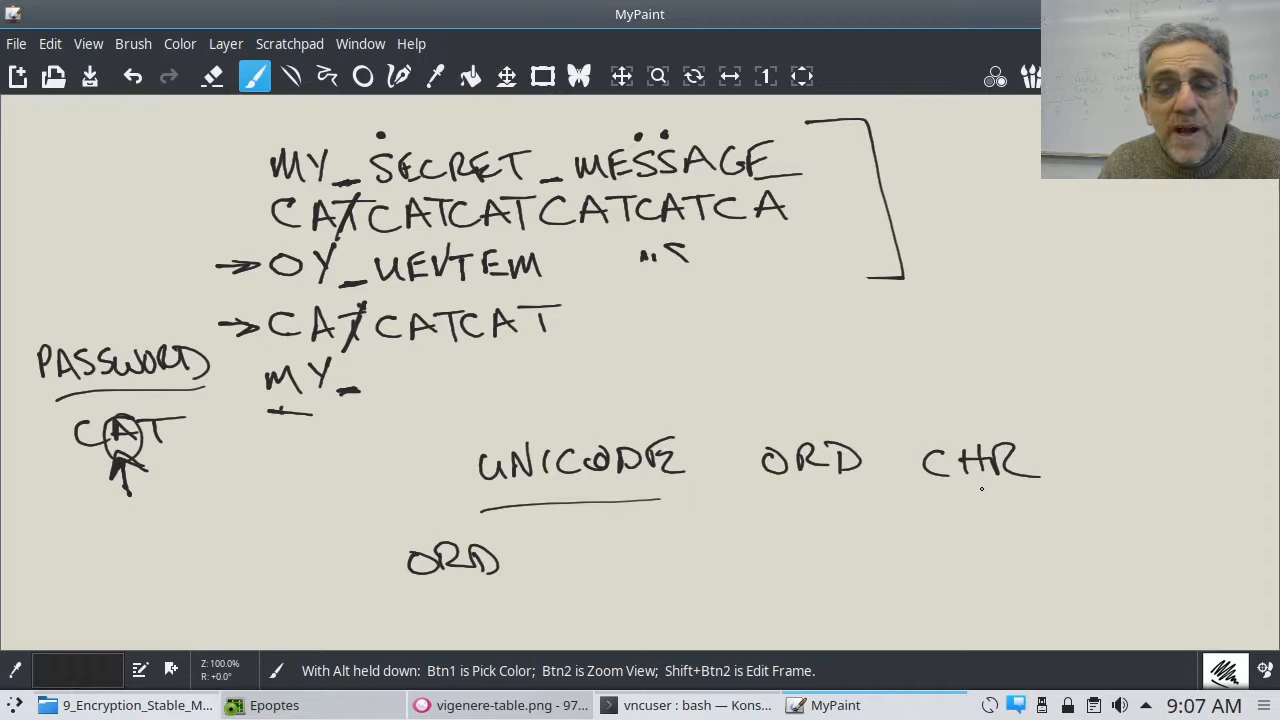 MyPaint
File Edit View Brush Color Layer Scratchpad Window Help
MY_SECRET_MESSAGE
CATCATCATCATCATCA
OY_UEVTEM
CATCATCAT
PASSWORD
MY_
CAT
UNICODE ORD CHR
ORD
Z: 100.0%
R: +0.0°
With Alt held down: Btn1 is Pick Color; Btn2 is Zoom View; Shift+Btn2 is Edit Frame.
9_Encryption_Stable_M... Epoptes vigenere-table.png –97... vncuser : bash — Kons... MyPaint 9:07 AM